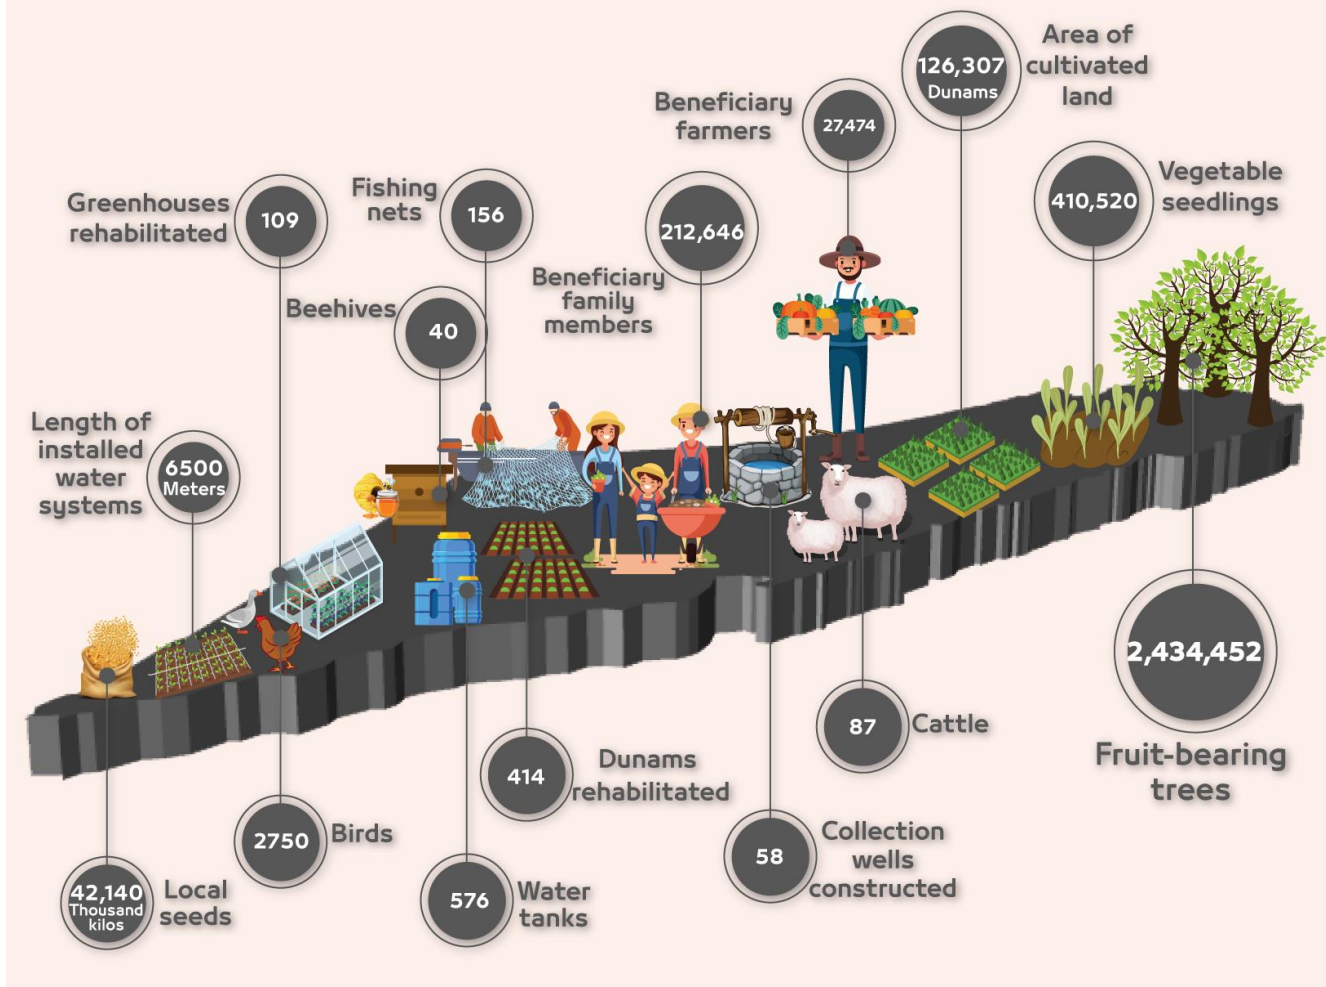 126,307
Dunams
Area of
cultivated
land
Beneficiary
farmers
27,474
410,520
Vegetable
seedlings
Greenhouses
rehabilitated
109
Fishing
nets
156
212,646
Beneficiary
family
members
Beehives
40
Length of
installed
water
systems
6500
Meters
2,434,452
Fruit-bearing
trees
87
Cattle
414
Dunams
rehabilitated
2750
Birds
58
Collection
wells
constructed
42,140
Thousand
kilos
Local
seeds
576
Water
tanks